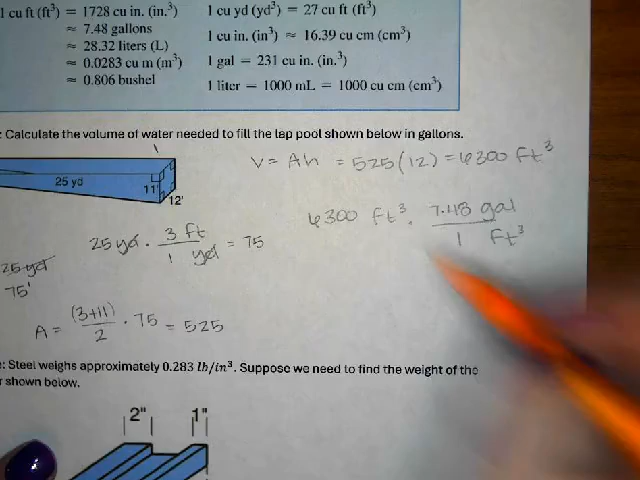 1 cu ft (ft³) = 1728 cu in. (in.³)
≈ 7.48 gallons
≈ 28.32 liters (L)
≈ 0.0283 cu m (m³)
≈ 0.806 bushel
1 cu yd (yd³) = 27 cu ft (ft³)
1 cu in. (in³) ≈ 16.39 cu cm (cm³)
1 gal = 231 cu in. (in.³)
1 liter = 1000 mL = 1000 cu cm (cm³)
: Calculate the volume of water needed to fill the lap pool shown below in gallons.
25 yd
11'
12'
V = Ah = 525(12) = 6300 ft³
6300 ft³ · 7.48 gal / 1 ft³
25 yd · 3 ft / 1 yd = 75
25 yd
75'
A = (3+11) / 2 · 75 = 525
: Steel weighs approximately 0.283 lb/in³. Suppose we need to find the weight of the
shown below.
2" 1"